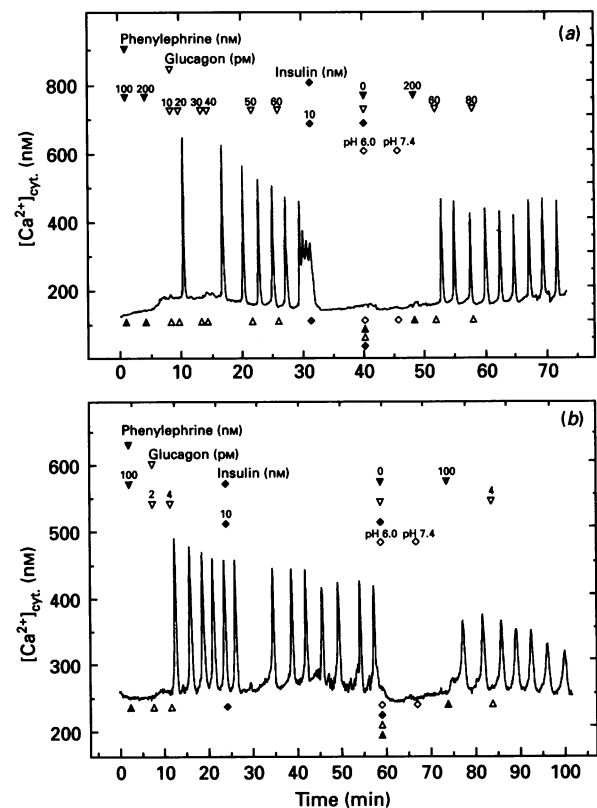 (a)
Phenylephrine (nM)
Glucagon (pM)
Insulin (nM)
100 200 10 20 30 40 50 60 10 0 200 60 80
pH 6.0 pH 7.4
[Ca2+]cyt. (nM)
800
600
400
200
0
0 10 20 30 40 50 60 70
(b)
Phenylephrine (nM)
Glucagon (pM)
Insulin (nM)
100 2 4 10 0 100 4
pH 6.0 pH 7.4
[Ca2+]cyt. (nM)
600
500
400
300
200
0 10 20 30 40 50 60 70 80 90 100
Time (min)